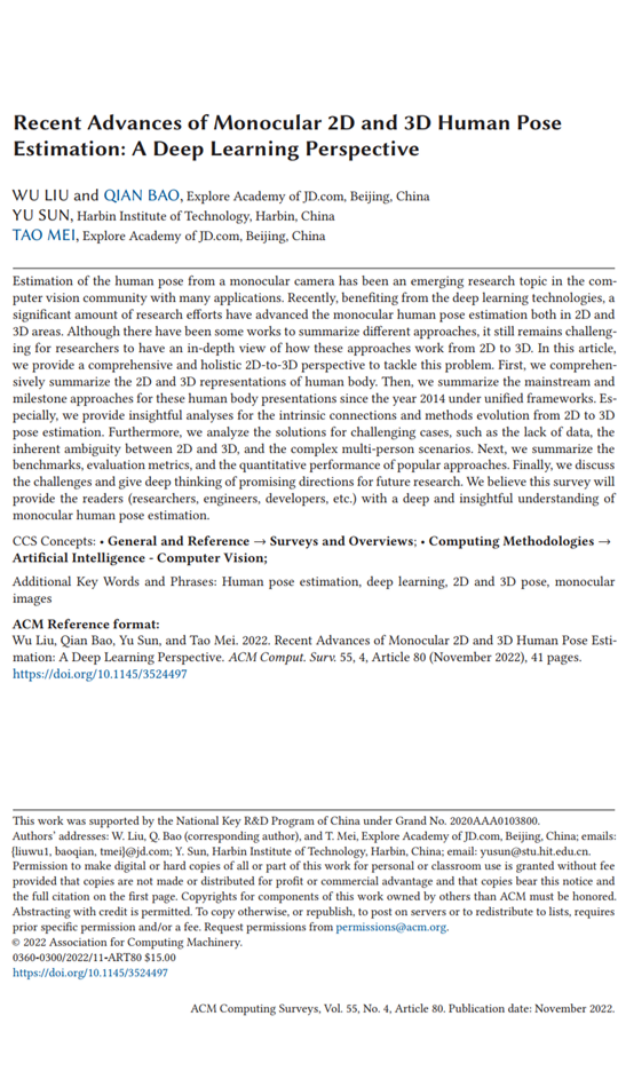 Recent Advances of Monocular 2D and 3D Human Pose
Estimation: A Deep Learning Perspective
WU LIU and QIAN BAO, Explore Academy of JD.com, Beijing, China
YU SUN, Harbin Institute of Technology, Harbin, China
TAO MEI, Explore Academy of JD.com, Beijing, China
Estimation of the human pose from a monocular camera has been an emerging research topic in the com-
puter vision community with many applications. Recently, benefiting from the deep learning technologies, a
significant amount of research efforts have advanced the monocular human pose estimation both in 2D and
3D areas. Although there have been some works to summarize different approaches, it still remains challeng-
ing for researchers to have an in-depth view of how these approaches work from 2D to 3D. In this article,
we provide a comprehensive and holistic 2D-to-3D perspective to tackle this problem. First, we comprehen-
sively summarize the 2D and 3D representations of human body. Then, we summarize the mainstream and
milestone approaches for these human body presentations since the year 2014 under unified frameworks. Es-
pecially, we provide insightful analyses for the intrinsic connections and methods evolution from 2D to 3D
pose estimation. Furthermore, we analyze the solutions for challenging cases, such as the lack of data, the
inherent ambiguity between 2D and 3D, and the complex multi-person scenarios. Next, we summarize the
benchmarks, evaluation metrics, and the quantitative performance of popular approaches. Finally, we discuss
the challenges and give deep thinking of promising directions for future research. We believe this survey will
provide the readers (researchers, engineers, developers, etc.) with a deep and insightful understanding of
monocular human pose estimation.
CCS Concepts: • General and Reference → Surveys and Overviews; • Computing Methodologies →
Artificial Intelligence - Computer Vision;
Additional Key Words and Phrases: Human pose estimation, deep learning, 2D and 3D pose, monocular
images
ACM Reference format:
Wu Liu, Qian Bao, Yu Sun, and Tao Mei. 2022. Recent Advances of Monocular 2D and 3D Human Pose Esti-
mation: A Deep Learning Perspective. ACM Comput. Surv. 55, 4, Article 80 (November 2022), 41 pages.
https://doi.org/10.1145/3524497
This work was supported by the National Key R&D Program of China under Grand No. 2020AAA0103800.
Authors' addresses: W. Liu, Q. Bao (corresponding author), and T. Mei, Explore Academy of JD.com, Beijing, China; emails:
{liuwu1, baoqian, tmei}@jd.com; Y. Sun, Harbin Institute of Technology, Harbin, China; email: yusun@stu.hit.edu.cn.
Permission to make digital or hard copies of all or part of this work for personal or classroom use is granted without fee
provided that copies are not made or distributed for profit or commercial advantage and that copies bear this notice and
the full citation on the first page. Copyrights for components of this work owned by others than ACM must be honored.
Abstracting with credit is permitted. To copy otherwise, or republish, to post on servers or to redistribute to lists, requires
prior specific permission and/or a fee. Request permissions from permissions@acm.org.
© 2022 Association for Computing Machinery.
0360-0300/2022/11-ART80 $15.00
https://doi.org/10.1145/3524497
ACM Computing Surveys, Vol. 55, No. 4, Article 80. Publication date: November 2022.